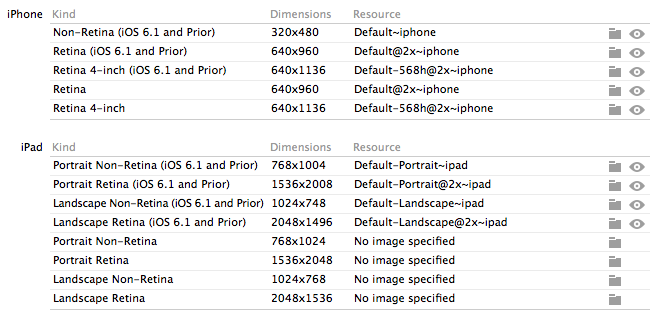 iPhone Kind Dimensions Resource
Non-Retina (iOS 6.1 and Prior) 320x480 Default~iphone
Retina (iOS 6.1 and Prior) 640x960 Default@2x~iphone
Retina 4-inch (iOS 6.1 and Prior) 640x1136 Default-568h@2x~iphone
Retina 640x960 Default@2x~iphone
Retina 4-inch 640x1136 Default-568h@2x~iphone
iPad Kind Dimensions Resource
Portrait Non-Retina (iOS 6.1 and Prior) 768x1004 Default-Portrait~ipad
Portrait Retina (iOS 6.1 and Prior) 1536x2008 Default-Portrait@2x~ipad
Landscape Non-Retina (iOS 6.1 and Prior) 1024x748 Default-Landscape~ipad
Landscape Retina (iOS 6.1 and Prior) 2048x1496 Default-Landscape@2x~ipad
Portrait Non-Retina 768x1024 No image specified
Portrait Retina 1536x2048 No image specified
Landscape Non-Retina 1024x768 No image specified
Landscape Retina 2048x1536 No image specified